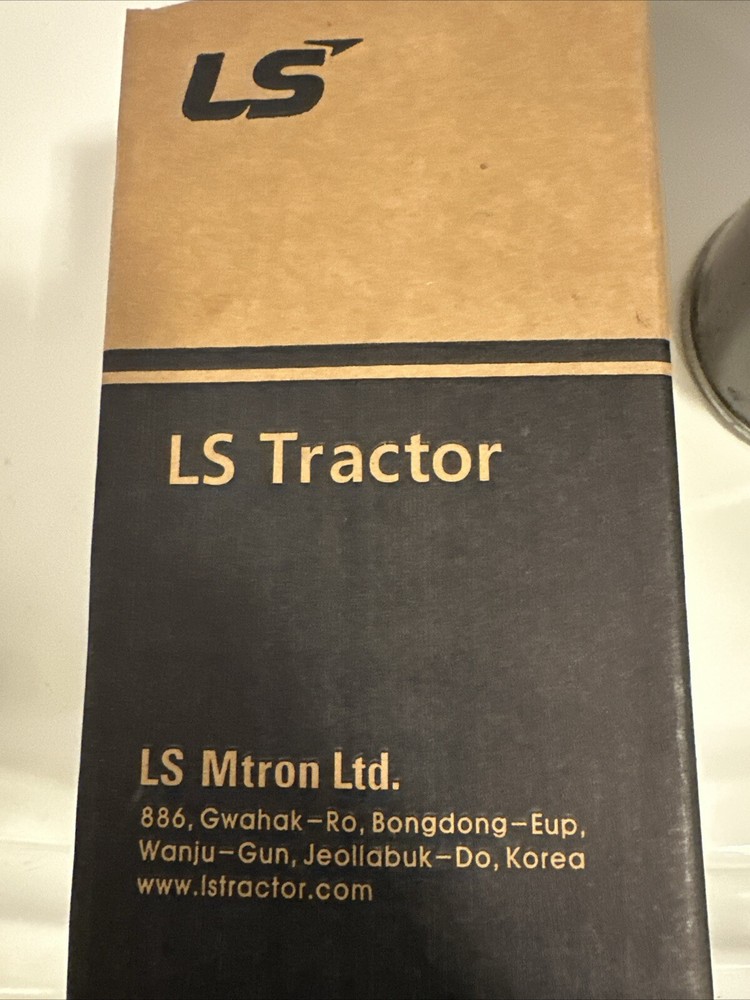 LS
LS Tractor
LS Mtron Ltd.
886, Gwahak-Ro, Bongdong-Eup,
Wanju-Gun, Jeollabuk-Do, Korea
www.lstractor.com